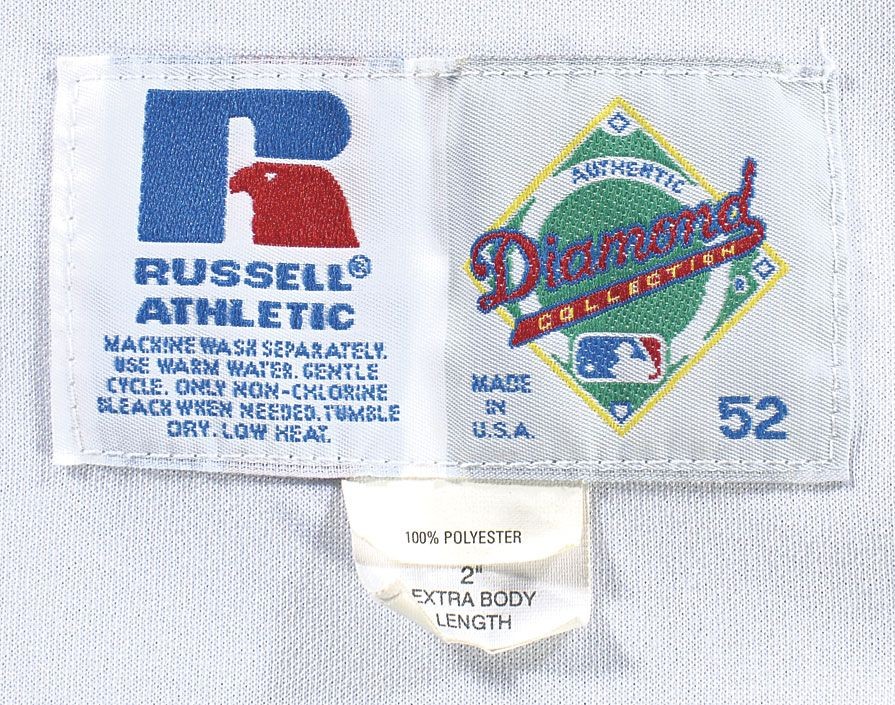 RUSSELL®
ATHLETIC
MACHINE WASH SEPARATELY.
USE WARM WATER. GENTLE
CYCLE. ONLY NON-CHLORINE
BLEACH WHEN NEEDED. TUMBLE
DRY. LOW HEAT.
AUTHENTIC
Diamond
COLLECTION
®
MADE
IN
U.S.A.
52
100% POLYESTER
2"
EXTRA BODY
LENGTH